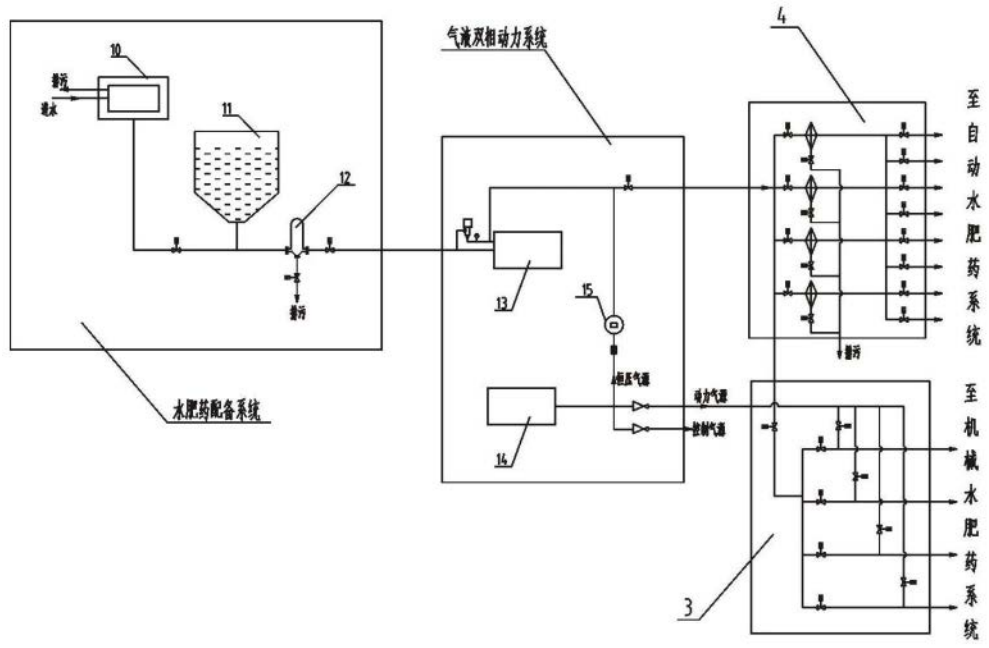 10
排污
进水
11
12
排污
水肥药配备系统
气液双相动力系统
13
15
恒压气源
动力气源
控制气源
14
4
至自动水肥药系统
排污
至机械水肥药系统
3